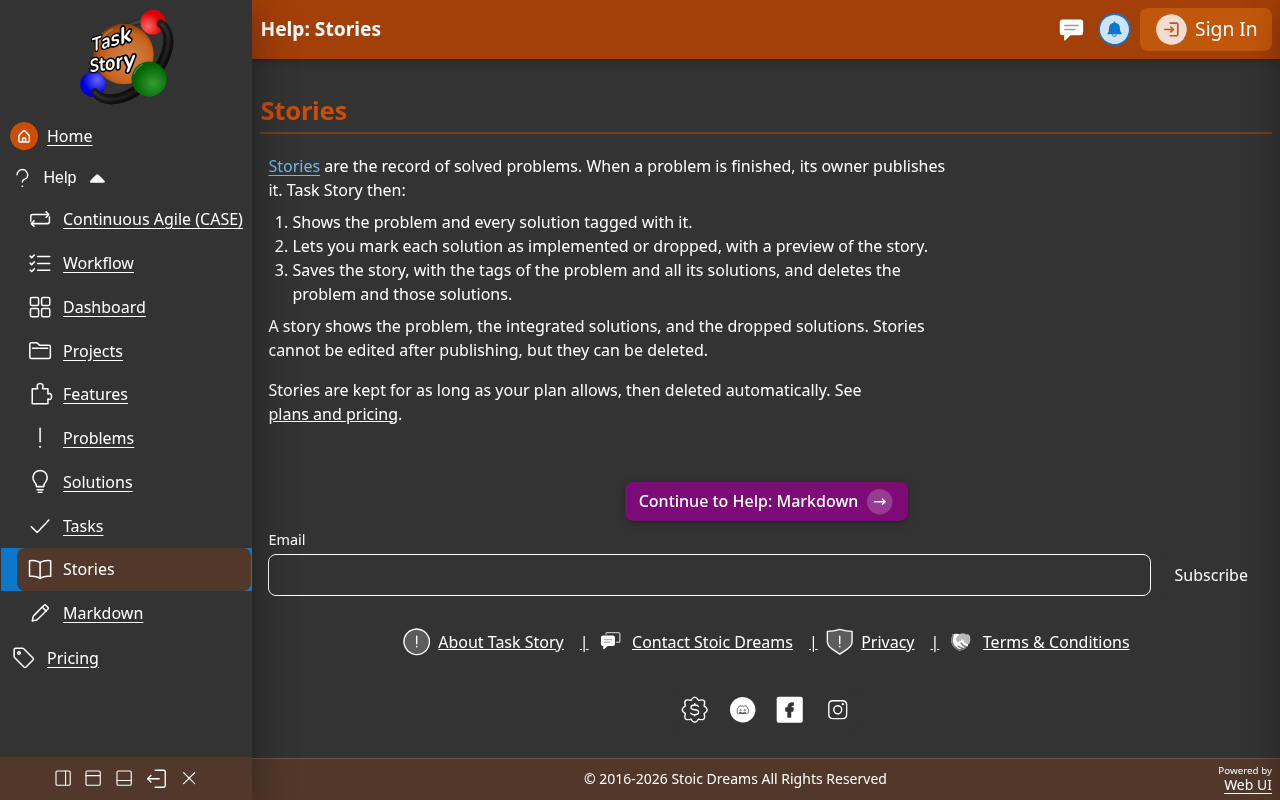 Task
Story
Home
Help
Continuous Agile (CASE)
Workflow
Dashboard
Projects
Features
Problems
Solutions
Tasks
Stories
Markdown
Pricing
Help: Stories
Sign In
Stories
Stories are the record of solved problems. When a problem is finished, its owner publishes
it. Task Story then:
1. Shows the problem and every solution tagged with it.
2. Lets you mark each solution as implemented or dropped, with a preview of the story.
3. Saves the story, with the tags of the problem and all its solutions, and deletes the
problem and those solutions.
A story shows the problem, the integrated solutions, and the dropped solutions. Stories
cannot be edited after publishing, but they can be deleted.
Stories are kept for as long as your plan allows, then deleted automatically. See
plans and pricing.
Continue to Help: Markdown
Email
Subscribe
About Task Story | Contact Stoic Dreams | Privacy | Terms & Conditions
© 2016-2026 Stoic Dreams All Rights Reserved
Powered by
Web UI